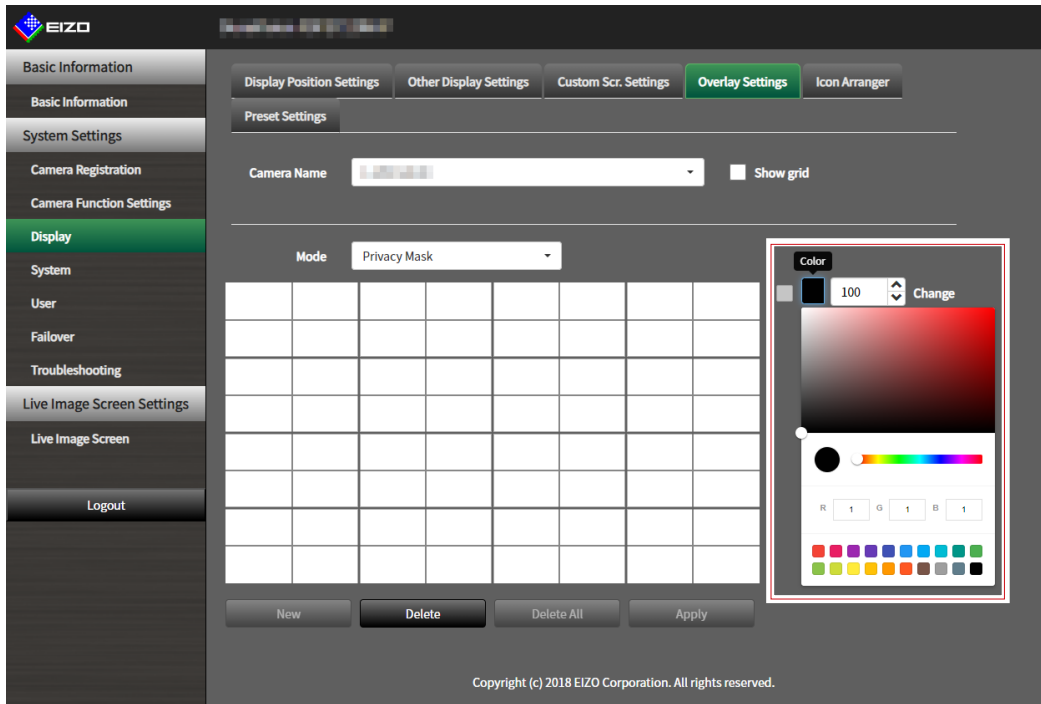 EIZO
Basic Information
Basic Information
System Settings
Camera Registration
Camera Function Settings
Display
System
User
Failover
Troubleshooting
Live Image Screen Settings
Live Image Screen
Logout
Display Position Settings
Other Display Settings
Custom Scr. Settings
Overlay Settings
Icon Arranger
Preset Settings
Camera Name
Show grid
Mode
Privacy Mask
Color
100
Change
R 1 G 1 B 1
New
Delete
Delete All
Apply
Copyright (c) 2018 EIZO Corporation. All rights reserved.